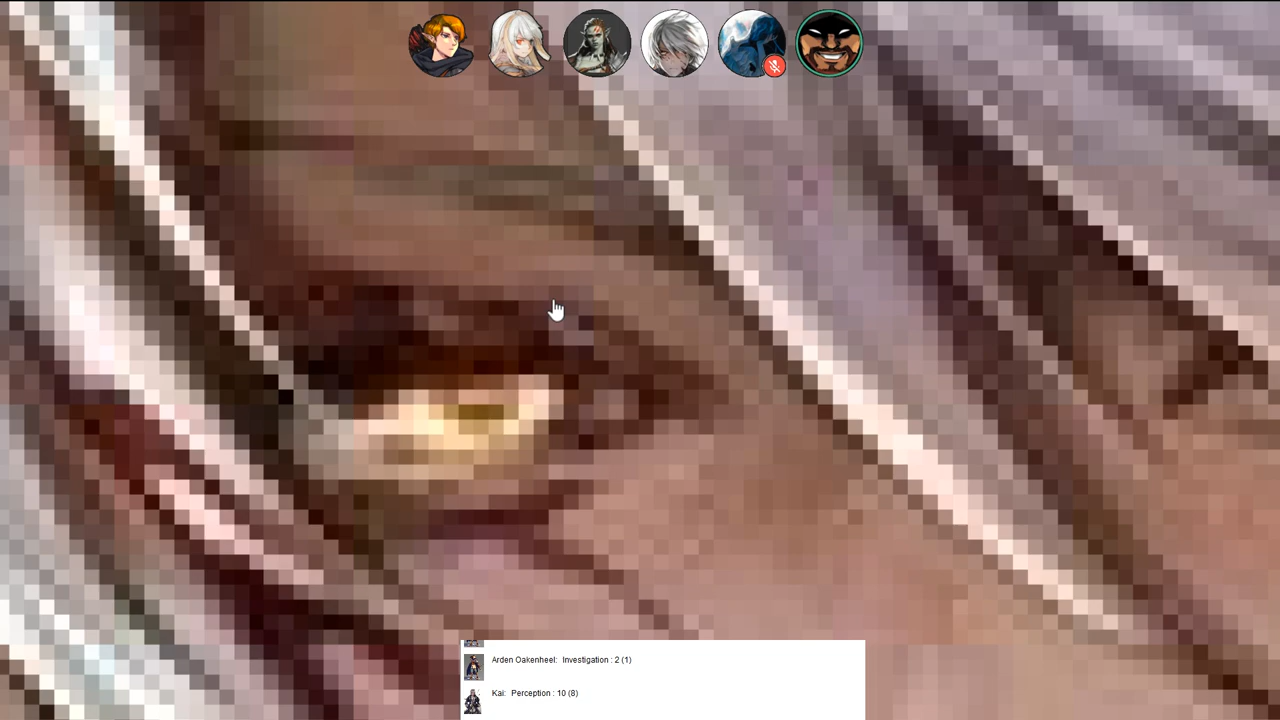 Arden Oakenheel: Investigation : 2 (1)
Kai: Perception : 10 (8)